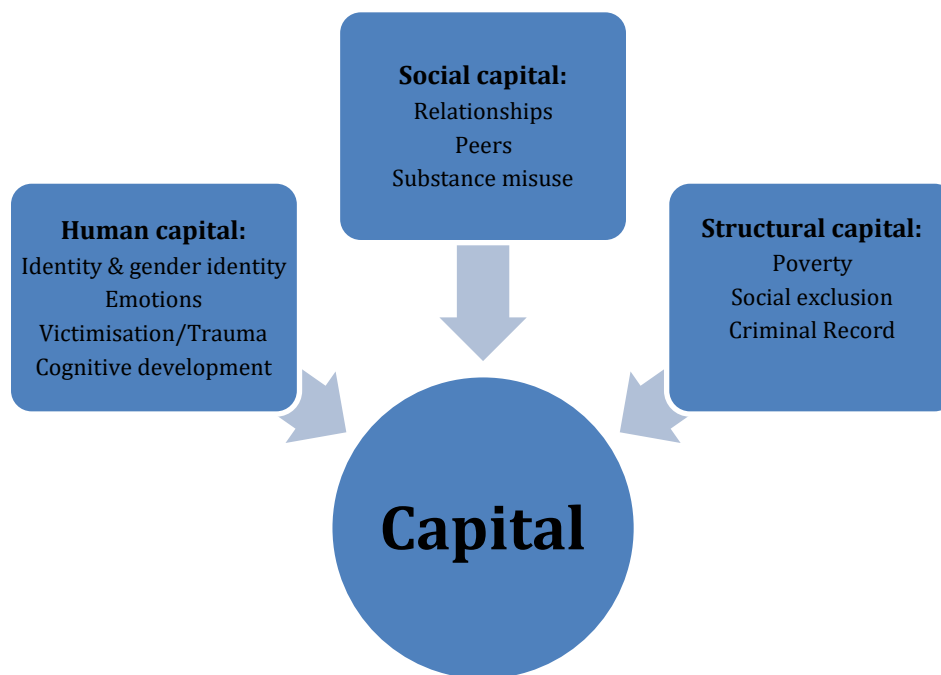 Social capital:
Relationships
Peers
Substance misuse
Human capital:
Identity & gender identity
Emotions
Victimisation/Trauma
Cognitive development
Structural capital:
Poverty
Social exclusion
Criminal Record
Capital